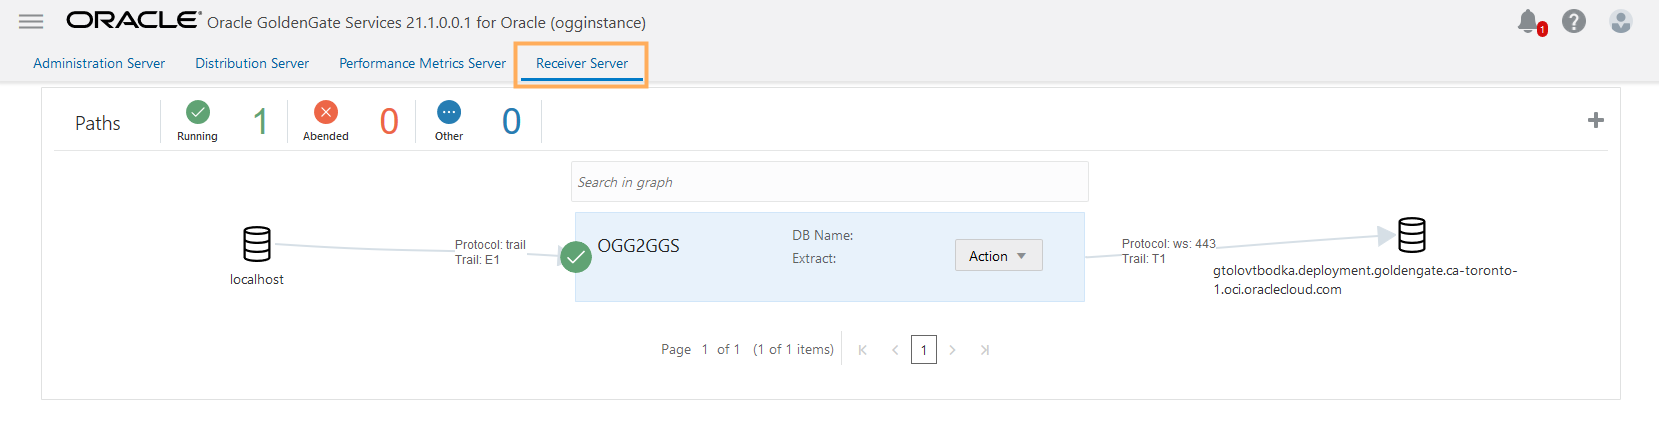 ORACLE® Oracle GoldenGate Services 21.1.0.0.1 for Oracle (ogginstance)
1
?
Administration Server Distribution Server Performance Metrics Server Receiver Server
Paths
Running 1
Abended 0
Other 0
Search in graph
localhost
Protocol: trail
Trail: E1
OGG2GGS
DB Name:
Extract:
Action
Protocol: ws: 443
Trail: T1
gtolovtbodka.deployment.goldengate.ca-toronto-
1.oci.oraclecloud.com
Page 1 of 1 (1 of 1 items) 1